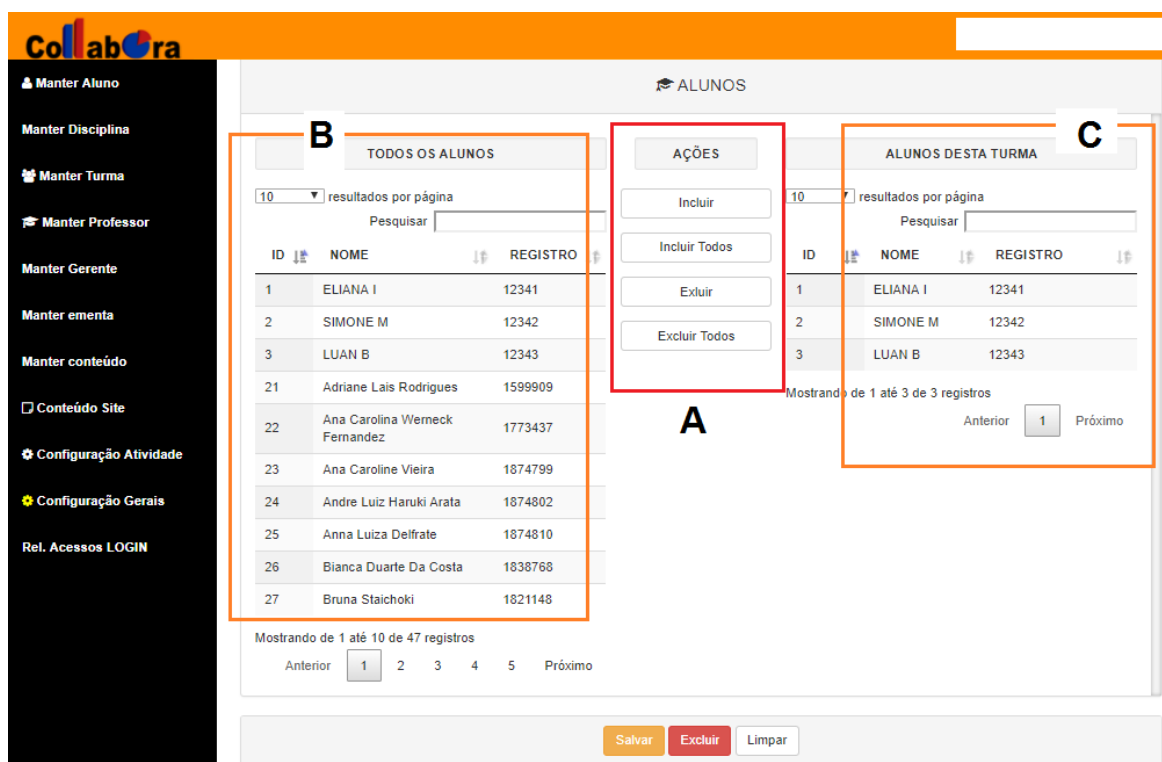 Collabora
Manter Aluno
Manter Disciplina
Manter Turma
Manter Professor
Manter Gerente
Manter ementa
Manter conteúdo
Conteúdo Site
Configuração Atividade
Configuração Gerais
Rel. Acessos LOGIN
ALUNOS
B
TODOS OS ALUNOS
10 resultados por página
Pesquisar
ID NOME REGISTRO
1 ELIANA I 12341
2 SIMONE M 12342
3 LUAN B 12343
21 Adriane Lais Rodrigues 1599909
22 Ana Carolina Werneck Fernandez 1773437
23 Ana Caroline Vieira 1874799
24 Andre Luiz Haruki Arata 1874802
25 Anna Luiza Delfrate 1874810
26 Bianca Duarte Da Costa 1838768
27 Bruna Staichoki 1821148
Mostrando de 1 até 10 de 47 registros
Anterior 1 2 3 4 5 Próximo
AÇÕES
Incluir
Incluir Todos
Exluir
Excluir Todos
A
C
ALUNOS DESTA TURMA
10 resultados por página
Pesquisar
ID NOME REGISTRO
1 ELIANA I 12341
2 SIMONE M 12342
3 LUAN B 12343
Mostrando de 1 até 3 de 3 registros
Anterior 1 Próximo
Salvar Excluir Limpar